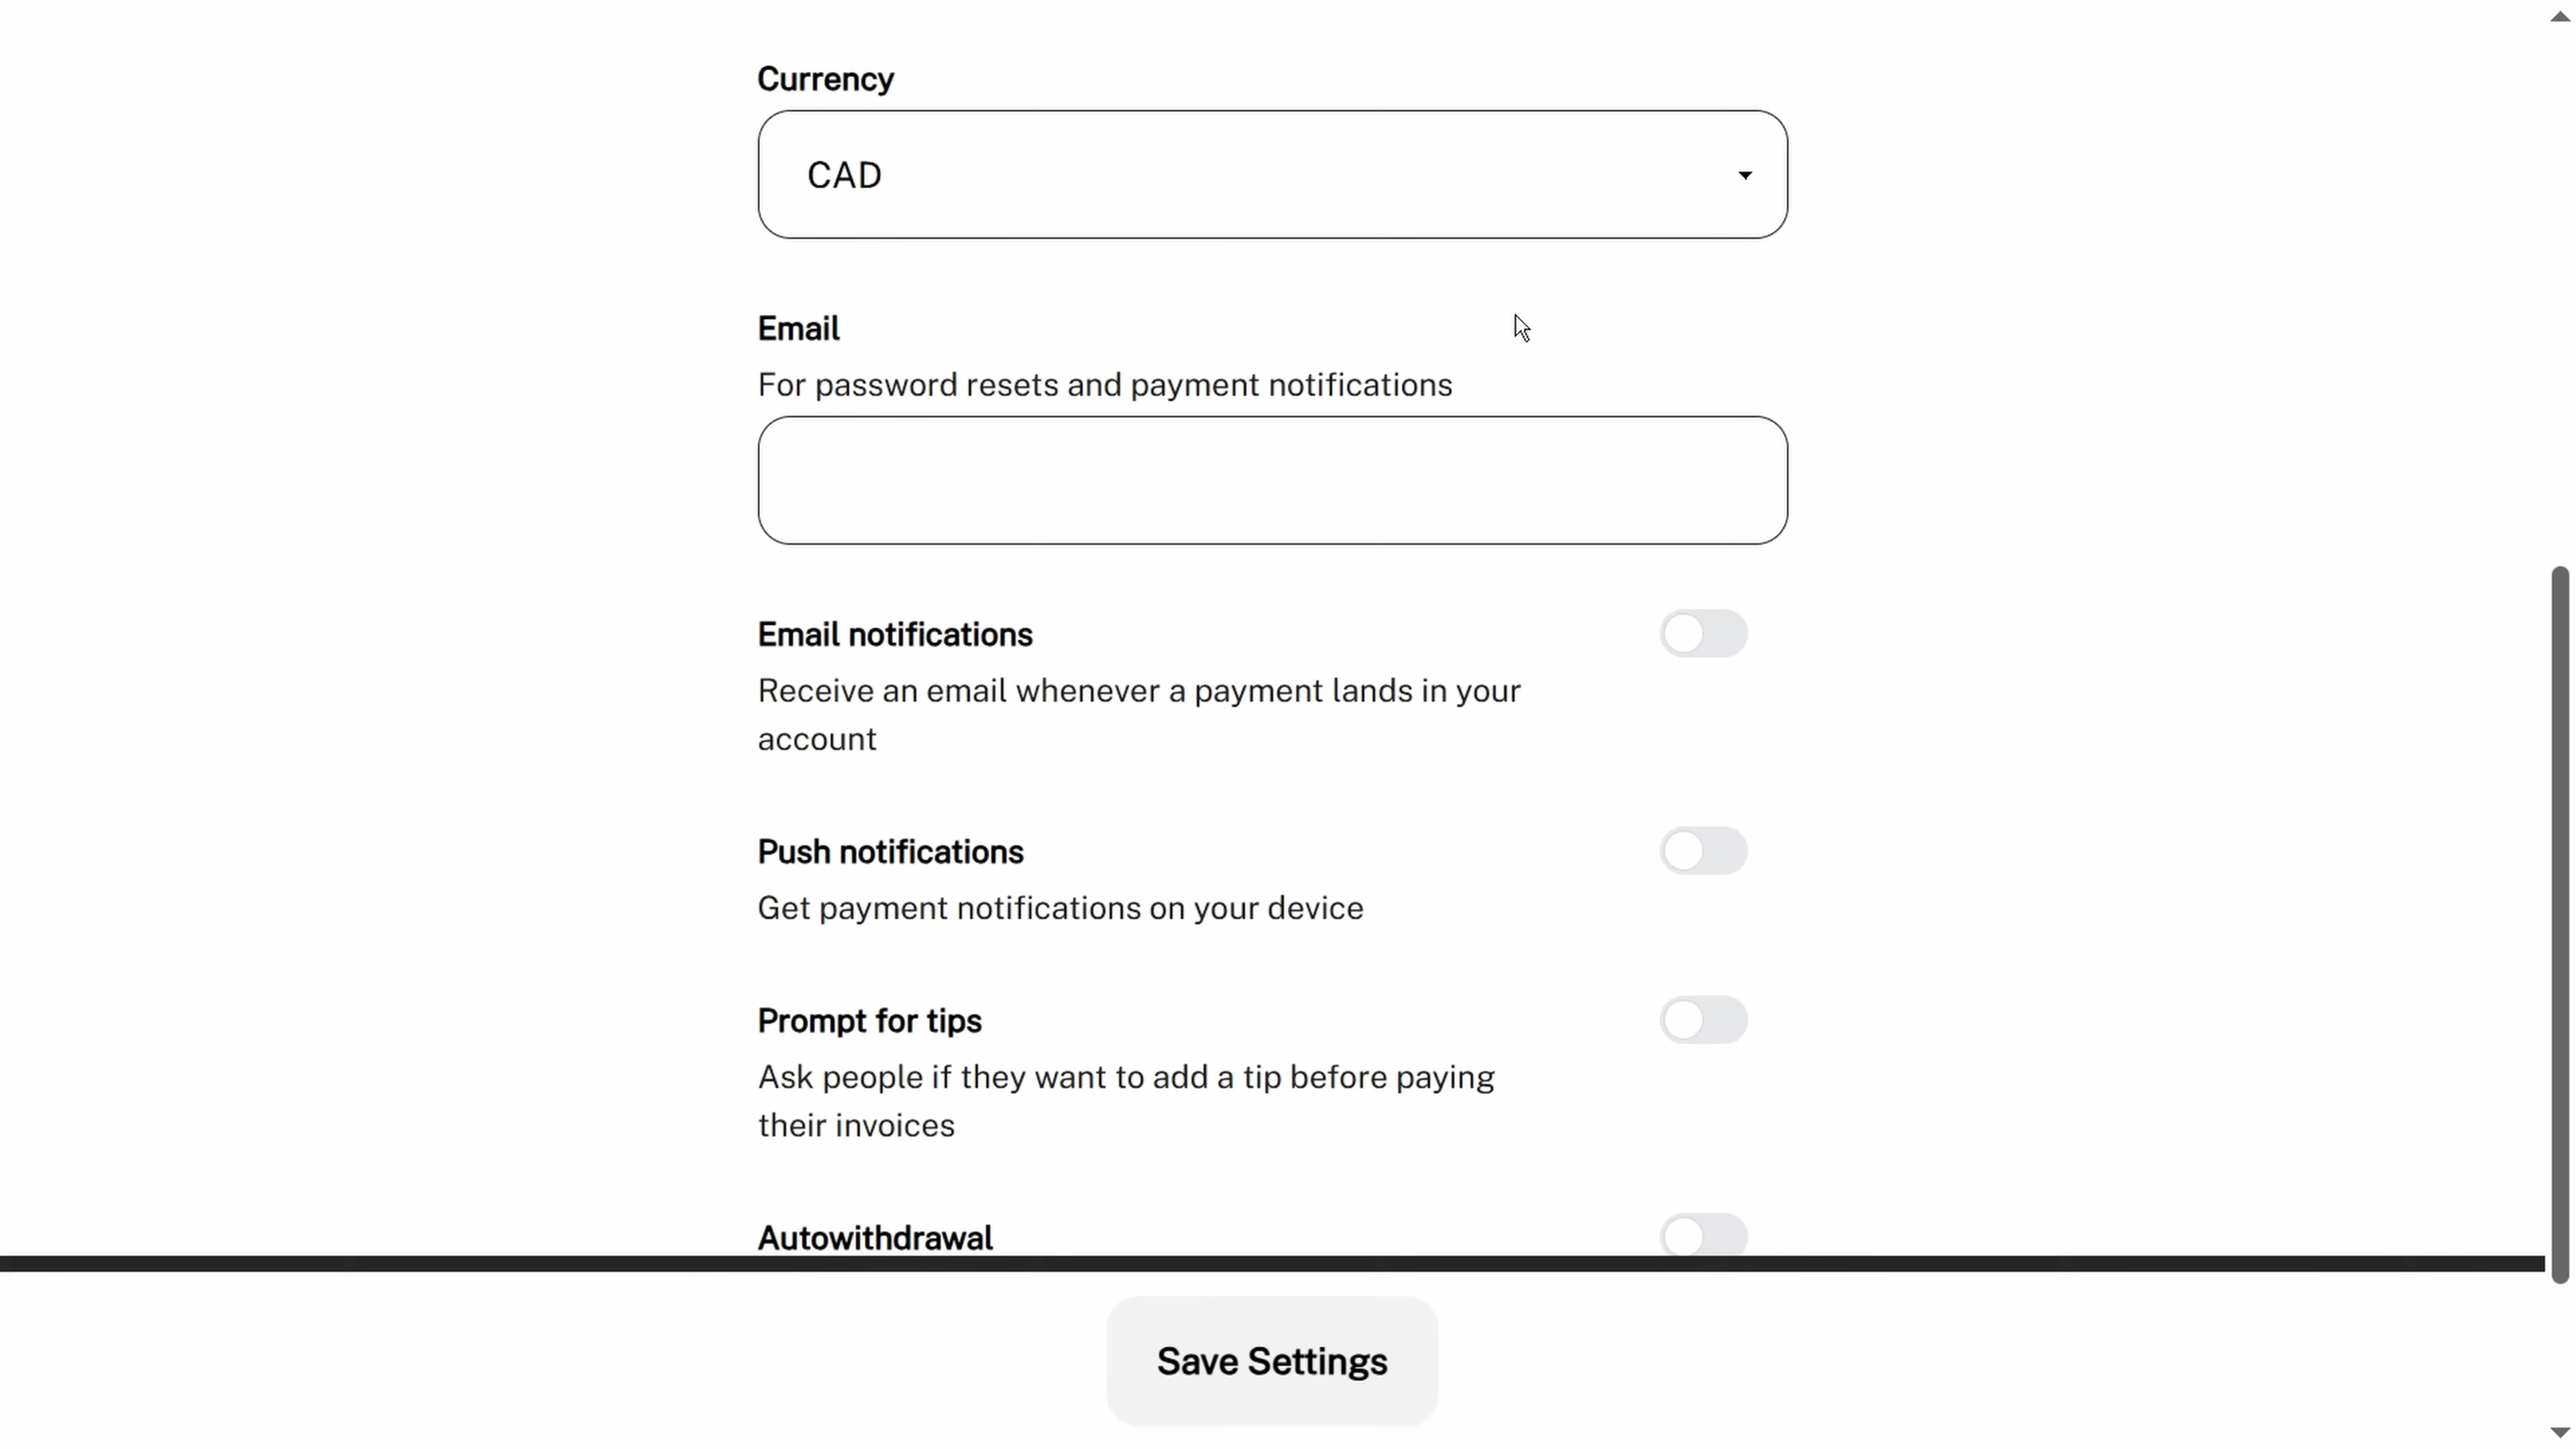 Currency
CAD
Email
For password resets and payment notifications
Email notifications
Receive an email whenever a payment lands in your
account
Push notifications
Get payment notifications on your device
Prompt for tips
Ask people if they want to add a tip before paying
their invoices
Autowithdrawal
Save Settings